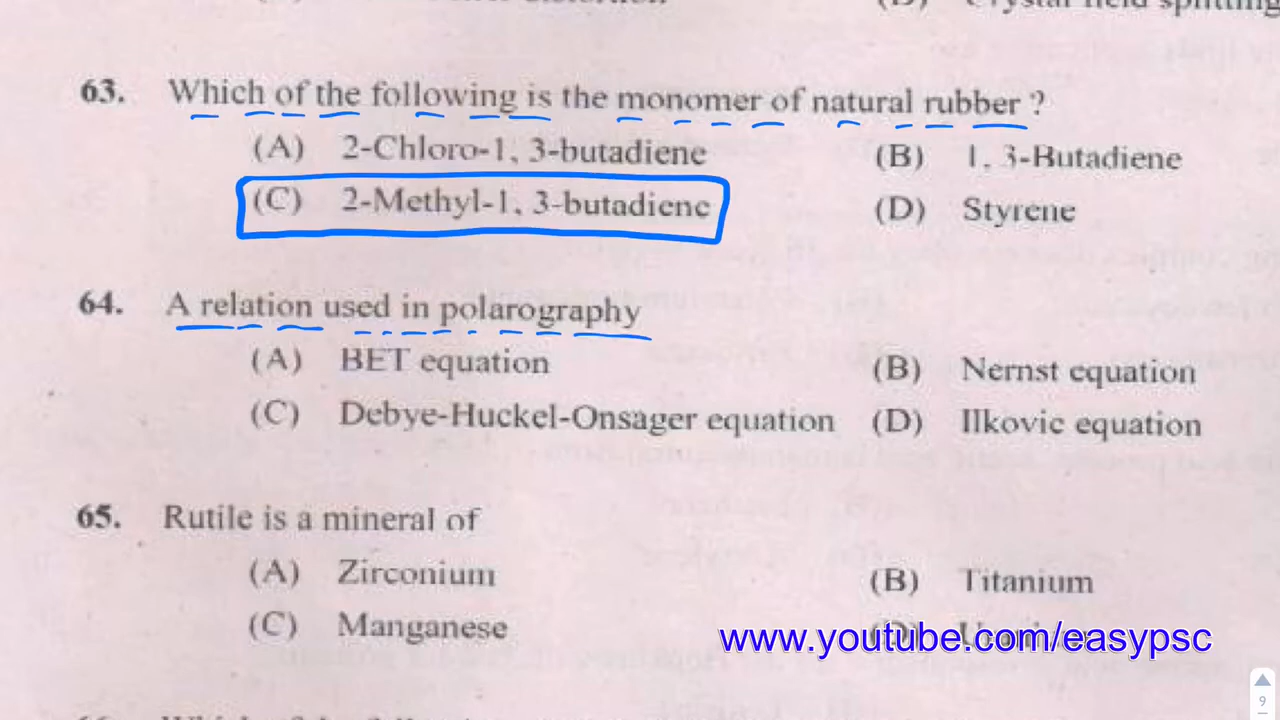 63. Which of the following is the monomer of natural rubber ?
(A) 2-Chloro-1, 3-butadiene (B) 1, 3-Butadiene
(C) 2-Methyl-1, 3-butadiene (D) Styrene
64. A relation used in polarography
(A) BET equation (B) Nernst equation
(C) Debye-Huckel-Onsager equation (D) Ilkovic equation
65. Rutile is a mineral of
(A) Zirconium (B) Titanium
(C) Manganese (D)
www.youtube.com/easypsc
9